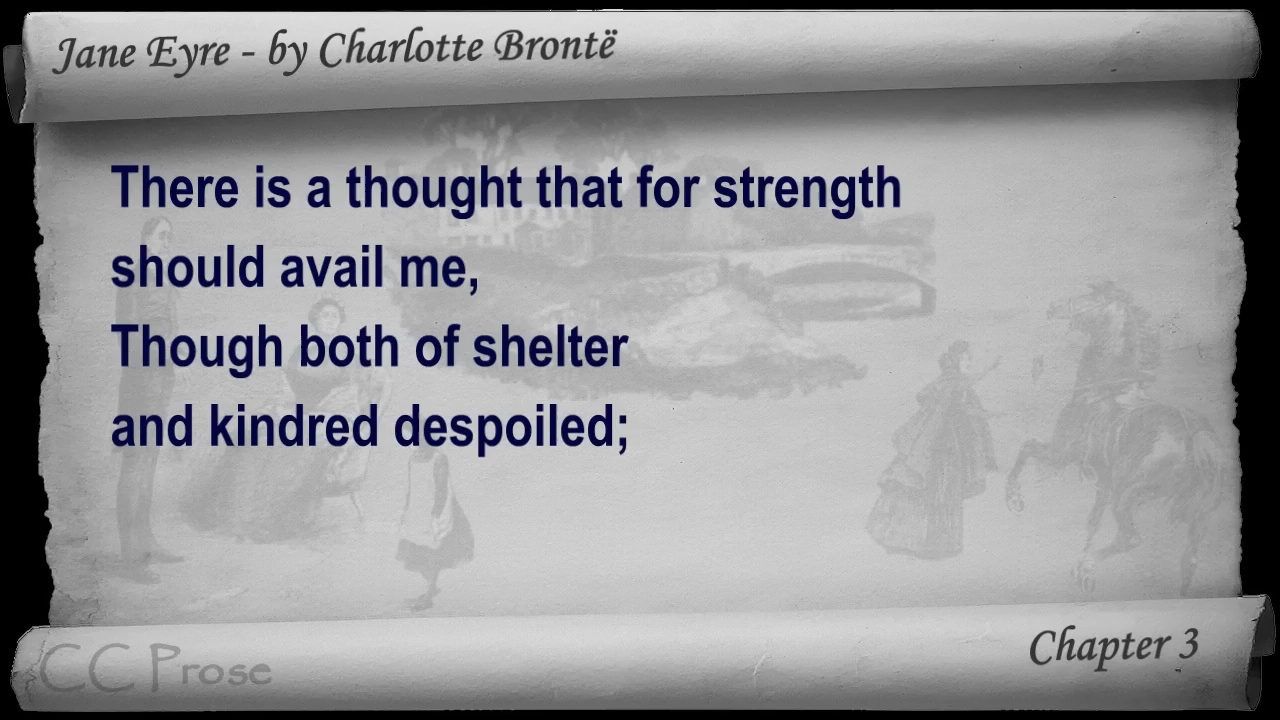 Jane Eyre - by Charlotte Brontë
There is a thought that for strength
should avail me,
Though both of shelter
and kindred despoiled;
Chapter 3
CC Prose